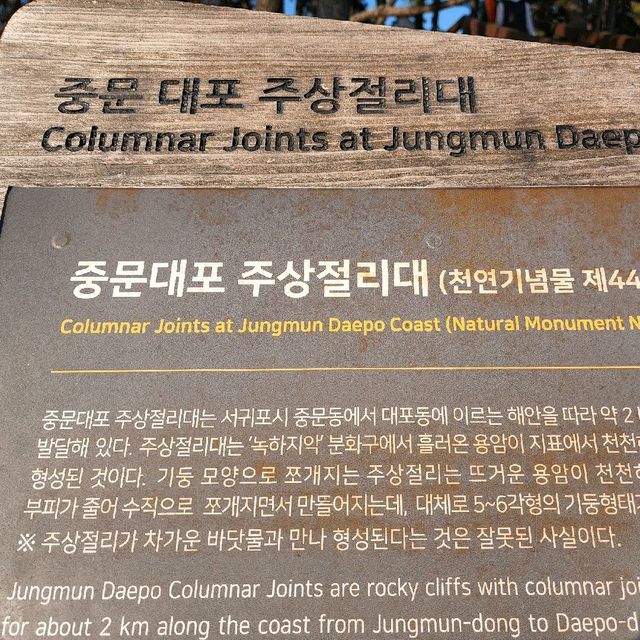 중문 대포 주상절리대
Columnar Joints at Jungmun Daep
중문대포 주상절리대 (천연기념물 제44
Columnar Joints at Jungmun Daepo Coast (Natural Monument N
중문대포 주상절리대는 서귀포시 중문동에서 대포동에 이르는 해안을 따라 약 2
발달해 있다. 주상절리대는 '녹하지악' 분화구에서 흘러온 용암이 지표에서 천천
형성된 것이다. 기둥 모양으로 쪼개지는 주상절리는 뜨거운 용암이 천천
부피가 줄어 수직으로 쪼개지면서 만들어지는데, 대체로 5~6각형의 기둥형태
※ 주상절리가 차가운 바닷물과 만나 형성된다는 것은 잘못된 사실이다.
Jungmun Daepo Columnar Joints are rocky cliffs with columnar joi
for about 2 km along the coast from Jungmun-dong to Daepo-d